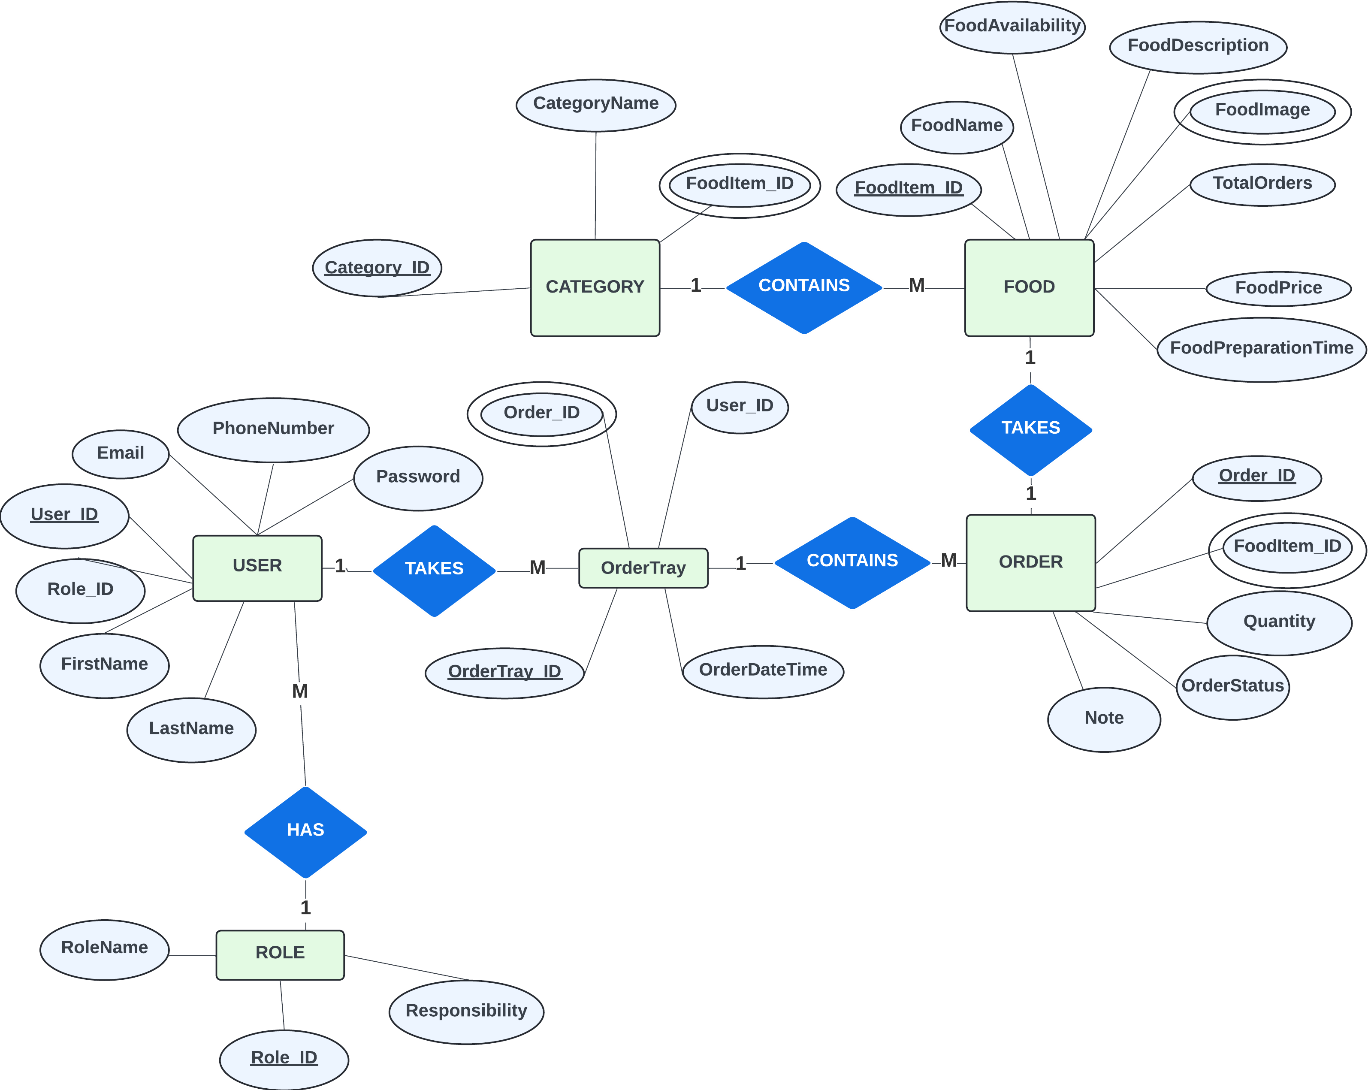 FoodAvailability
FoodDescription
CategoryName
FoodImage
FoodName
FoodItem_ID
FoodItem_ID
TotalOrders
Category_ID
CATEGORY
1
CONTAINS
M
FOOD
FoodPrice
FoodPreparationTime
1
Order_ID
User_ID
PhoneNumber
TAKES
Email
Password
Order_ID
1
User_ID
FoodItem_ID
USER
1
TAKES
M
OrderTray
1
CONTAINS
M
ORDER
Role_ID
Quantity
FirstName
OrderTray_ID
OrderDateTime
OrderStatus
M
LastName
Note
HAS
1
RoleName
ROLE
Responsibility
Role_ID